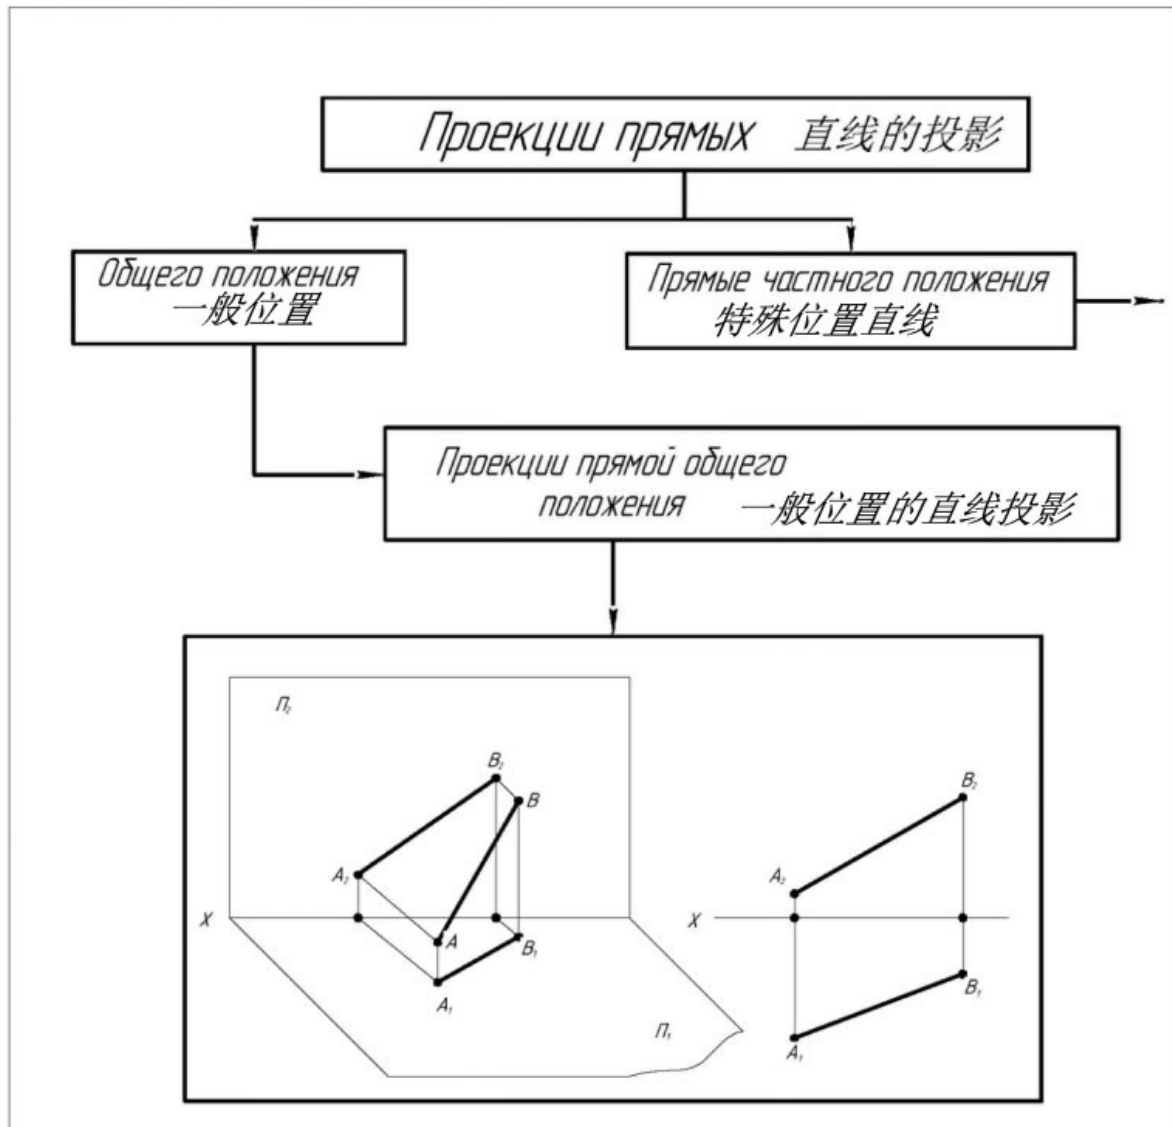 Проекции прямых 直线的投影
Общего положения
一般位置
Прямые частного положения
特殊位置直线
Проекции прямой общего
положения 一般位置的直线投影
П₂
B₂
B
A₂
X
A
B₁
A₁
П₁
B₂
A₂
X
B₁
A₁